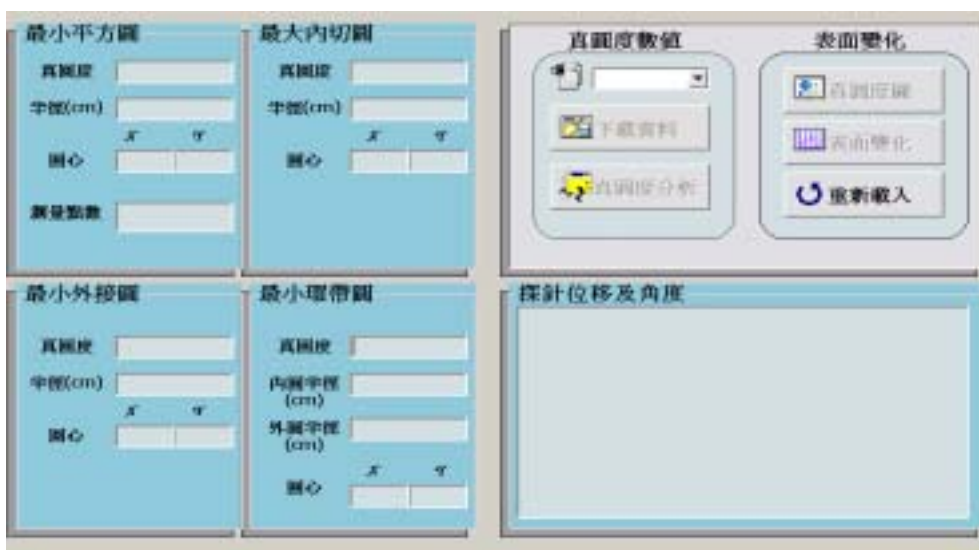 最小平方圓
真圓度
半徑(cm)
X Y
圓心
測量點數
最大內切圓
真圓度
半徑(cm)
X Y
圓心
真圓度數值
下載資料
真圓度分析
表面變化
真圓度圖
表面變化
重新載入
最小外接圓
真圓度
半徑(cm)
X Y
圓心
最小環帶圓
真圓度
內圓半徑
(cm)
外圓半徑
(cm)
X Y
圓心
探針位移及角度